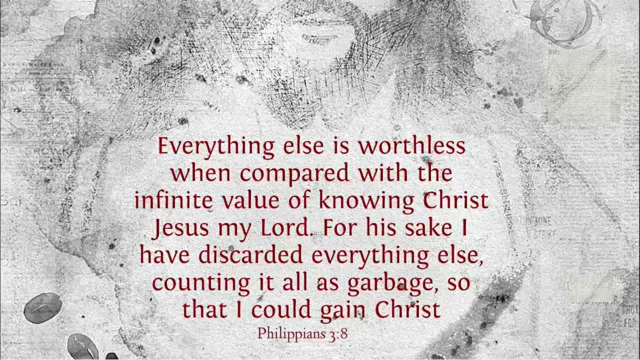 Everything else is worthless
when compared with the
infinite value of knowing Christ
Jesus my Lord. For his sake I
have discarded everything else,
counting it all as garbage, so
that I could gain Christ
Philippians 3:8